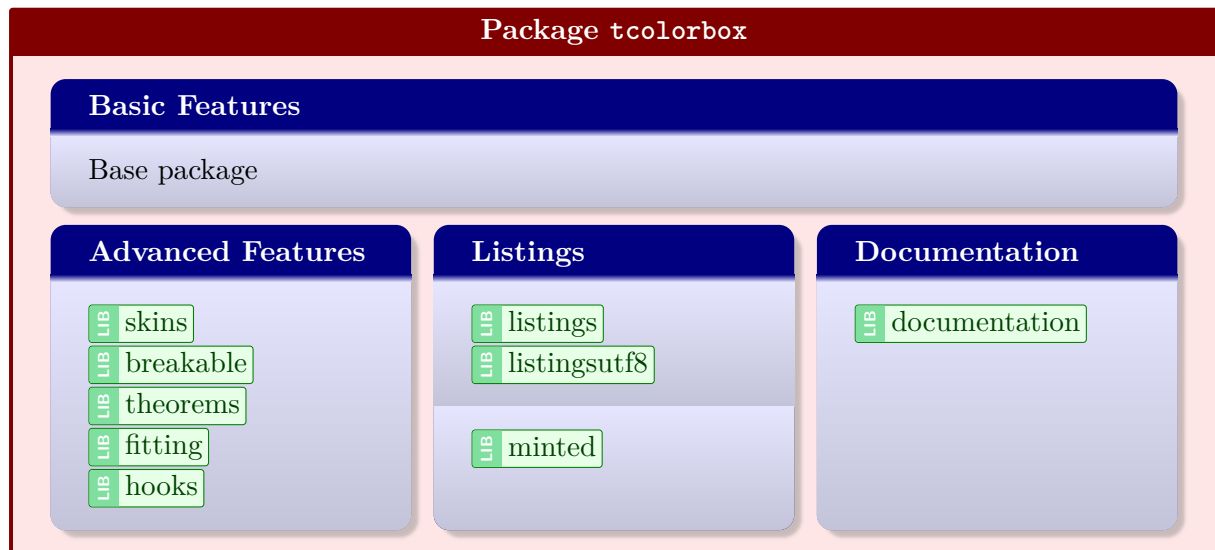 Package tcolorbox
Basic Features
Base package
Advanced Features
LIB skins
LIB breakable
LIB theorems
LIB fitting
LIB hooks
Listings
LIB listings
LIB listingsutf8
LIB minted
Documentation
LIB documentation